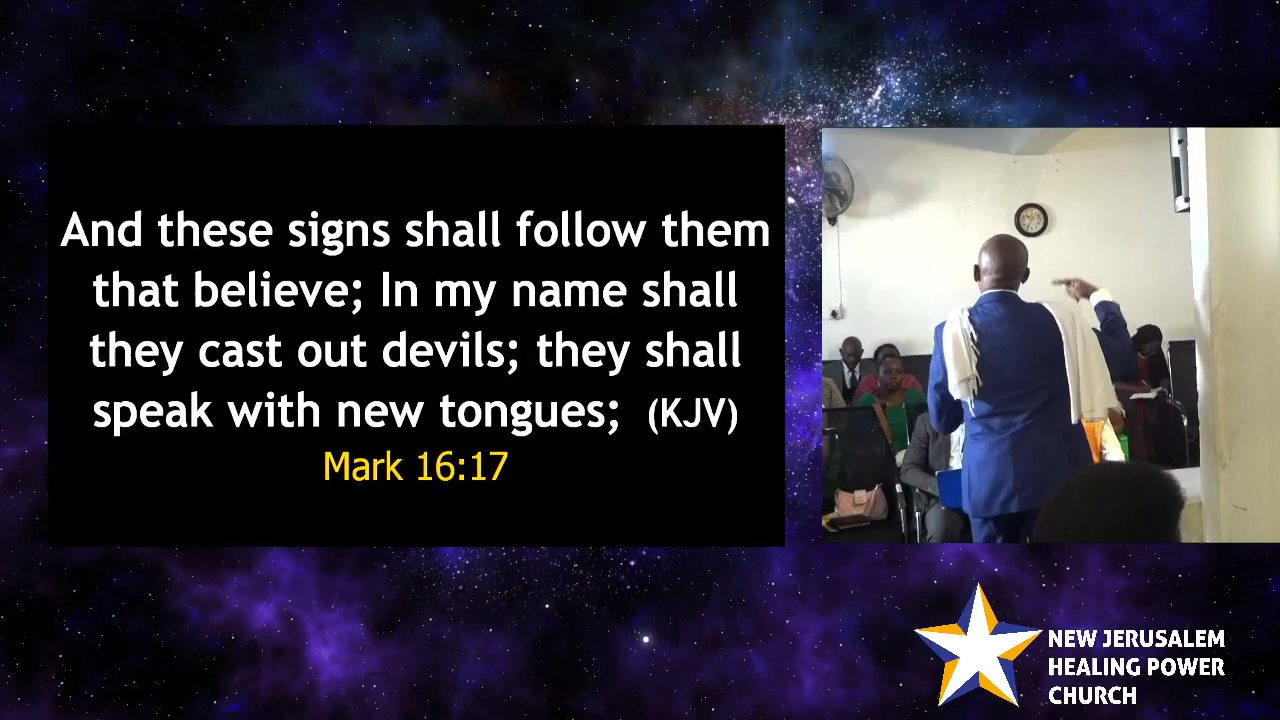 And these signs shall follow them
that believe; In my name shall
they cast out devils; they shall
speak with new tongues;  (KJV)
Mark 16:17
NEW JERUSALEM
HEALING POWER
CHURCH